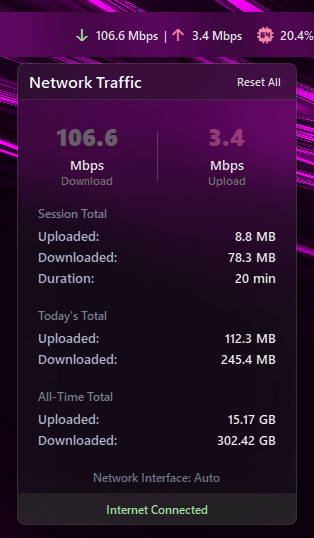 106.6 Mbps | 3.4 Mbps 64 20.4%
Network Traffic Reset All
106.6 3.4
Mbps Mbps
Download Upload
Session Total
Uploaded: 8.8 MB
Downloaded: 78.3 MB
Duration: 20 min
Today's Total
Uploaded: 112.3 MB
Downloaded: 245.4 MB
All-Time Total
Uploaded: 15.17 GB
Downloaded: 302.42 GB
Network Interface: Auto
Internet Connected